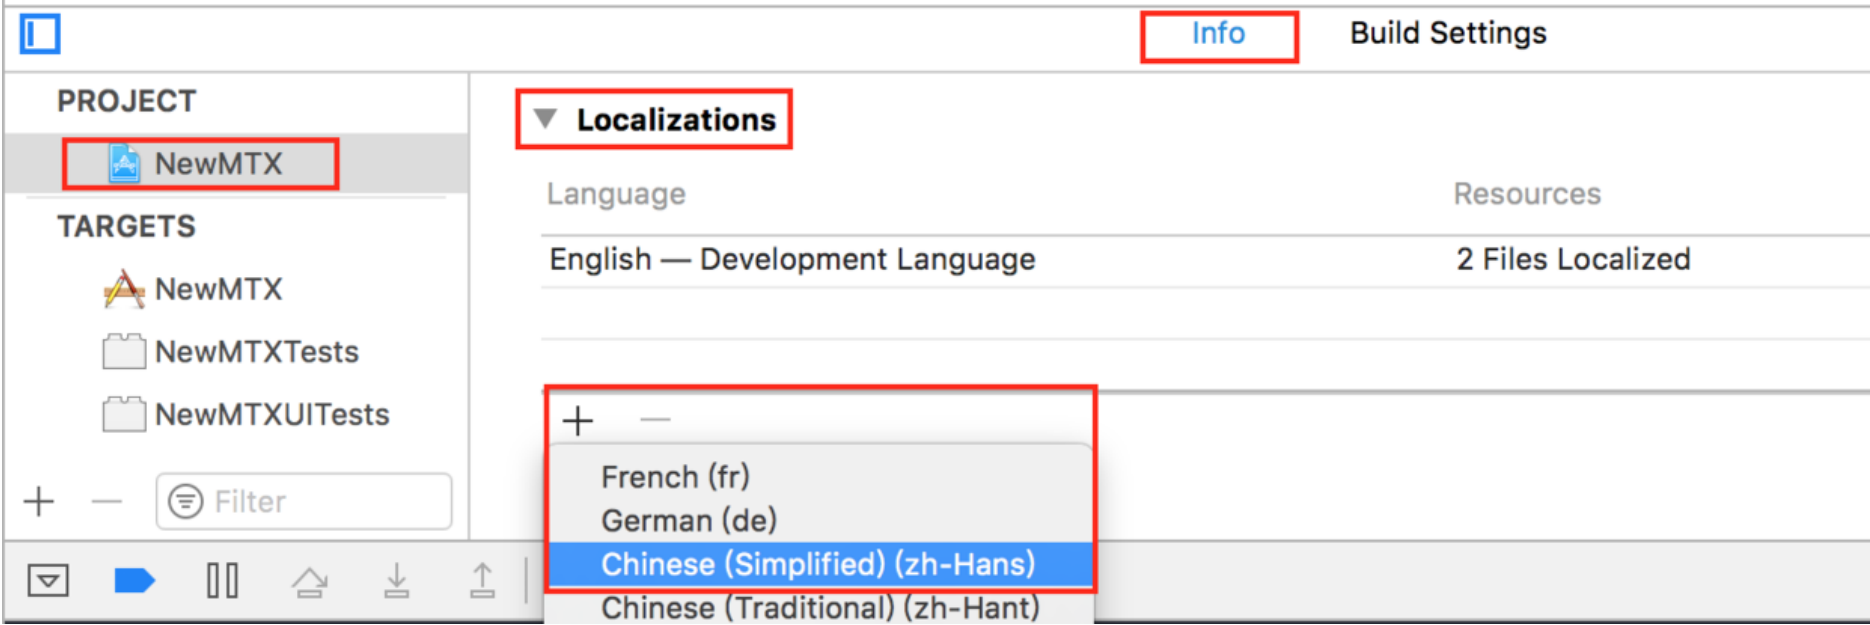 Info
Build Settings
PROJECT
NewMTX
TARGETS
NewMTX
NewMTXTests
NewMTXUITests
Filter
Localizations
Language
Resources
English — Development Language
2 Files Localized
French (fr)
German (de)
Chinese (Simplified) (zh-Hans)
Chinese (Traditional) (zh-Hant)